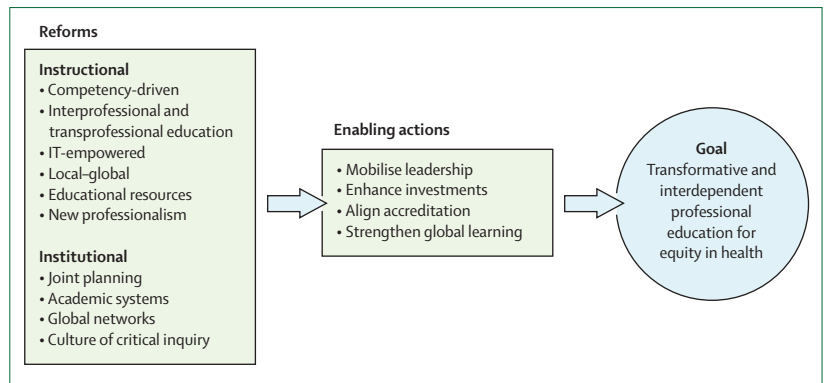 Reforms
Instructional
• Competency-driven
• Interprofessional and
transprofessional education
• IT-empowered
• Local–global
• Educational resources
• New professionalism
Institutional
• Joint planning
• Academic systems
• Global networks
• Culture of critical inquiry
Enabling actions
• Mobilise leadership
• Enhance investments
• Align accreditation
• Strengthen global learning
Goal
Transformative and
interdependent
professional
education for
equity in health